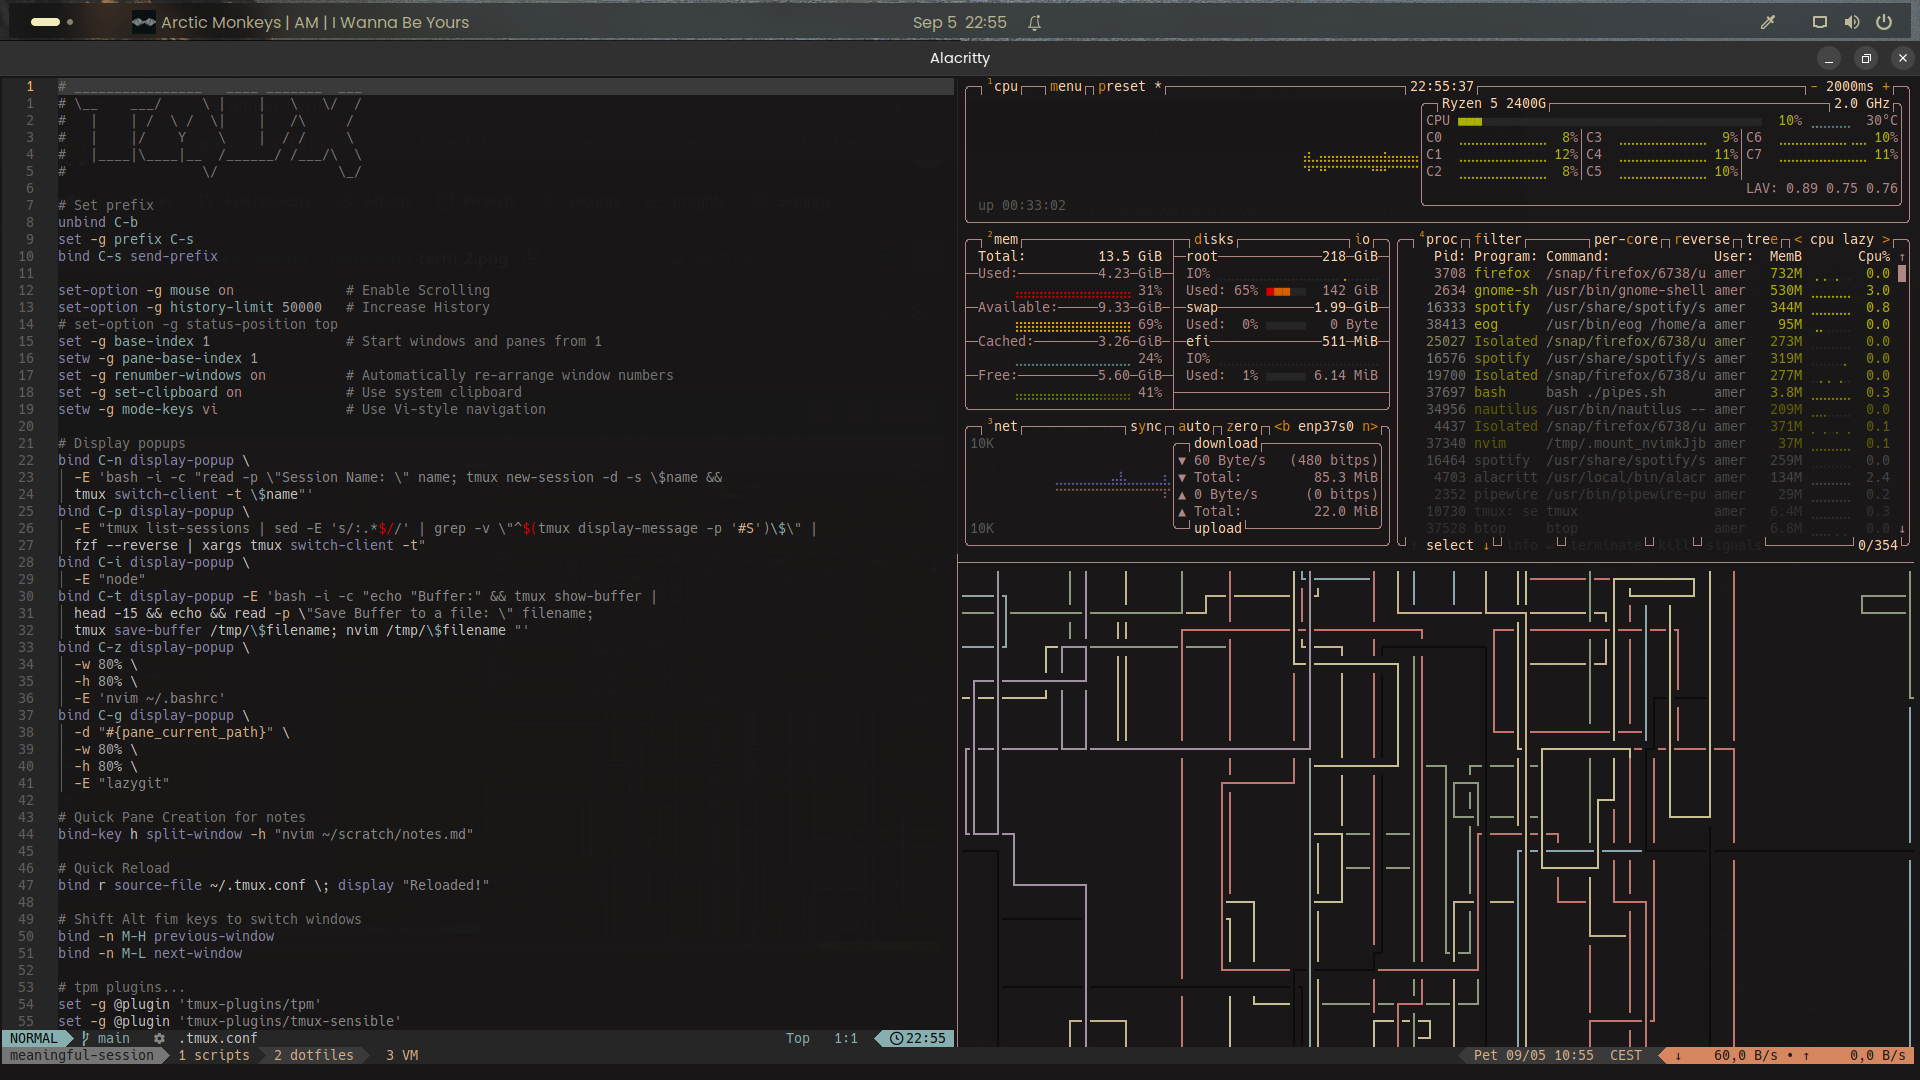 Arctic Monkeys | AM | I Wanna Be Yours
Sep 5 22:55
Alacritty
1 # ________________ ____ _______ ___
1 # \__ ___/ \ | | \ \/ /
2 # | | / \ / \| | /\ /
3 # | |/ Y \ | / / \
4 # |____|\____|__ /______/ /___/\ \
5 # \/ \_/
6
7 # Set prefix
8 unbind C-b
9 set -g prefix C-s
10 bind C-s send-prefix
11
12 set-option -g mouse on # Enable Scrolling
13 set-option -g history-limit 50000 # Increase History
14 # set-option -g status-position top
15 set -g base-index 1 # Start windows and panes from 1
16 setw -g pane-base-index 1
17 set -g renumber-windows on # Automatically re-arrange window numbers
18 set -g set-clipboard on # Use system clipboard
19 setw -g mode-keys vi # Use Vi-style navigation
20
21 # Display popups
22 bind C-n display-popup \
23 -E 'bash -i -c "read -p \"Session Name: \" name; tmux new-session -d -s \$name &&
24 tmux switch-client -t \$name"'
25 bind C-p display-popup \
26 -E "tmux list-sessions | sed -E 's/:.*$//' | grep -v \"^$(tmux display-message -p '#S')\$\" |
27 fzf --reverse | xargs tmux switch-client -t"
28 bind C-i display-popup \
29 -E "node"
30 bind C-t display-popup -E 'bash -i -c "echo "Buffer:" && tmux show-buffer |
31 head -15 && echo && read -p \"Save Buffer to a file: \" filename;
32 tmux save-buffer /tmp/\$filename; nvim /tmp/\$filename "'
33 bind C-z display-popup \
34 -w 80% \
35 -h 80% \
36 -E 'nvim ~/.bashrc'
37 bind C-g display-popup \
38 -d "#{pane_current_path}" \
39 -w 80% \
40 -h 80% \
41 -E "lazygit"
42
43 # Quick Pane Creation for notes
44 bind-key h split-window -h "nvim ~/scratch/notes.md"
45
46 # Quick Reload
47 bind r source-file ~/.tmux.conf \; display "Reloaded!"
48
49 # Shift Alt fim keys to switch windows
50 bind -n M-H previous-window
51 bind -n M-L next-window
52
53 # tpm plugins...
54 set -g @plugin 'tmux-plugins/tpm'
55 set -g @plugin 'tmux-plugins/tmux-sensible'
NORMAL main .tmux.conf Top 1:1 22:55
1cpu menu preset * 22:55:37 - 2000ms +
Ryzen 5 2400G 2.0 GHz
CPU 10% 30°C
C0 8% C3 9% C6 10%
C1 12% C4 11% C7 11%
C2 8% C5 10%
LAV: 0.89 0.75 0.76
up 00:33:02
2mem disks io
Total: 13.5 GiB root 218 GiB
Used: 4.23 GiB IO%
31% Used: 65% 142 GiB
Available: 9.33 GiB swap 1.99 GiB
69% Used: 0% 0 Byte
Cached: 3.26 GiB efi 511 MiB
24% IO%
Free: 5.60 GiB Used: 1% 6.14 MiB
41%
3net sync auto zero <b enp37s0 n>
10K download
▼ 60 Byte/s (480 bitps)
▼ Total: 85.3 MiB
▲ 0 Byte/s (0 bitps)
▲ Total: 22.0 MiB
10K upload
4proc filter per-core reverse tree < cpu lazy >
Pid: Program: Command: User: MemB Cpu% ↑
3708 firefox /snap/firefox/6738/u amer 732M 0.0
2634 gnome-sh /usr/bin/gnome-shell amer 530M 3.0
16333 spotify /usr/share/spotify/s amer 344M 0.8
38413 eog /usr/bin/eog /home/a amer 95M 0.0
25027 Isolated /snap/firefox/6738/u amer 273M 0.0
16576 spotify /usr/share/spotify/s amer 319M 0.0
19700 Isolated /snap/firefox/6738/u amer 277M 0.0
37697 bash bash ./pipes.sh amer 3.8M 0.3
34956 nautilus /usr/bin/nautilus -- amer 209M 0.0
4437 Isolated /snap/firefox/6738/u amer 371M 0.1
37340 nvim /tmp/.mount_nvimkJjb amer 37M 0.1
16464 spotify /usr/share/spotify/s amer 259M 0.0
4703 alacritt /usr/local/bin/alacr amer 134M 2.4
2352 pipewire /usr/bin/pipewire-pu amer 29M 0.2
10730 tmux: se tmux amer 6.4M 0.3
37528 btop btop amer 6.8M 0.0 ↓
↑ select ↓ info ↵ terminate kill signals 0/354
meaningful-session 1 scripts 2 dotfiles 3 VM Pet 09/05 10:55 CEST ↓ 60,0 B/s • ↑ 0,0 B/s